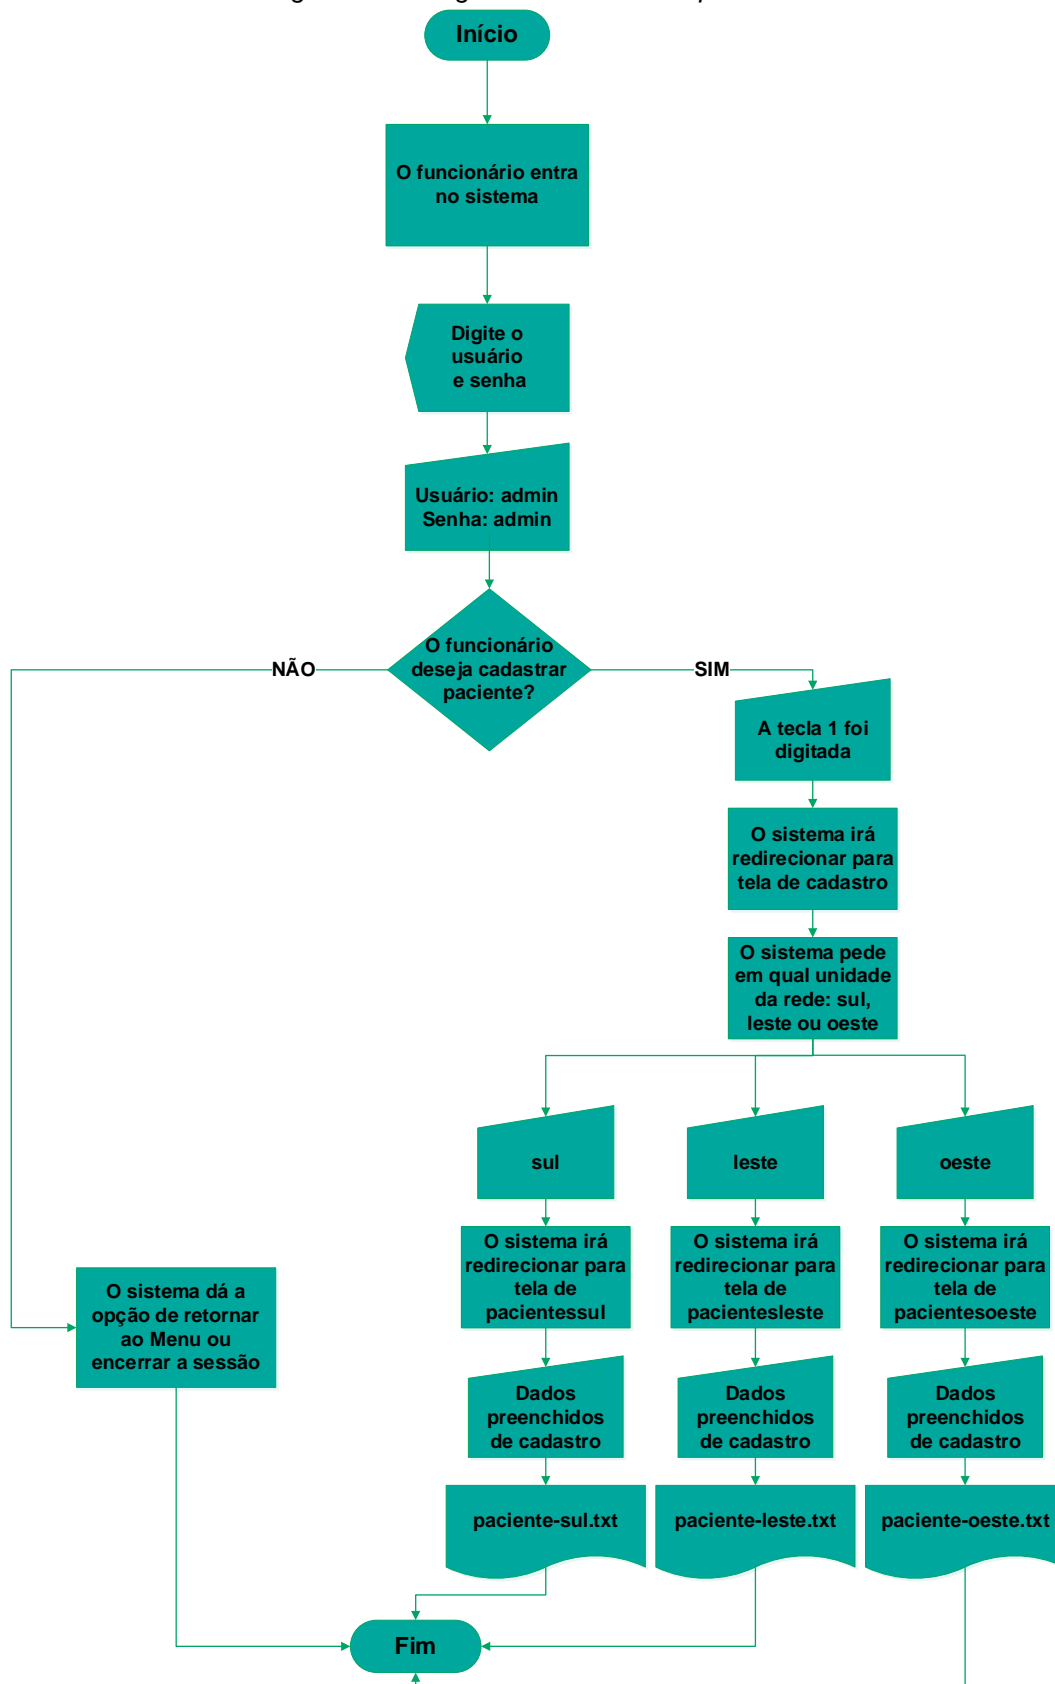 Início
O funcionário entra
no sistema
Digite o
usuário
e senha
Usuário: admin
Senha: admin
O funcionário
deseja cadastrar
paciente?
NÃO
SIM
A tecla 1 foi
digitada
O sistema irá
redirecionar para
tela de cadastro
O sistema pede
em qual unidade
da rede: sul,
leste ou oeste
sul
leste
oeste
O sistema irá
redirecionar para
tela de
pacientessul
O sistema irá
redirecionar para
tela de
pacientesleste
O sistema irá
redirecionar para
tela de
pacientesoeste
O sistema dá a
opção de retornar
ao Menu ou
encerrar a sessão
Dados
preenchidos
de cadastro
Dados
preenchidos
de cadastro
Dados
preenchidos
de cadastro
paciente-sul.txt
paciente-leste.txt
paciente-oeste.txt
Fim